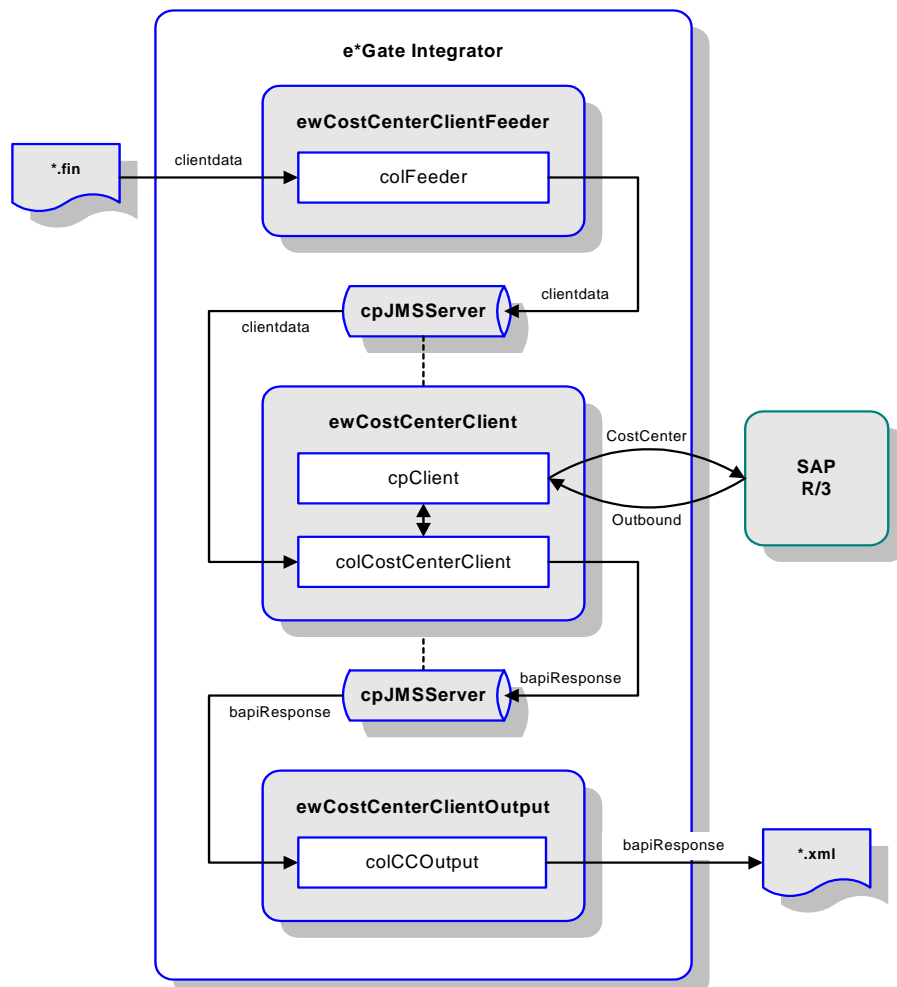 e*Gate Integrator
ewCostCenterClientFeeder
*.fin
clientdata
colFeeder
clientdata
cpJMSServer
clientdata
ewCostCenterClient
CostCenter
cpClient
SAP
R/3
Outbound
colCostCenterClient
bapiResponse
cpJMSServer
bapiResponse
ewCostCenterClientOutput
colCCOutput
bapiResponse
*.xml